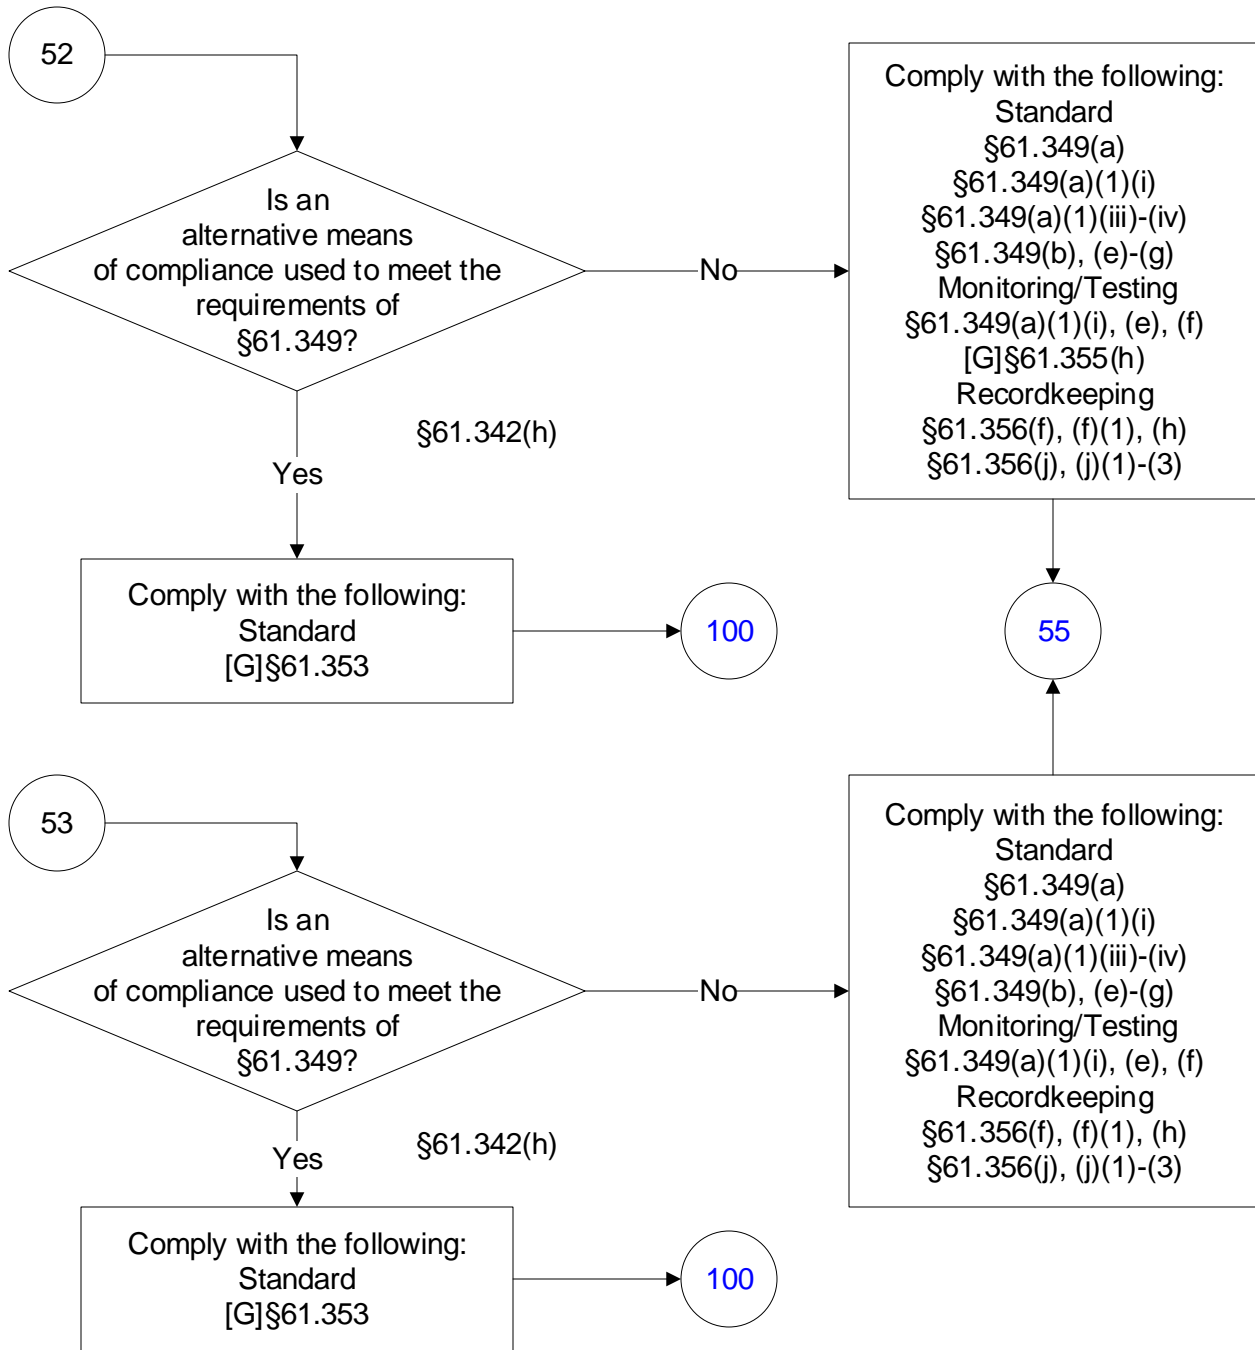 52
Is an
alternative means
of compliance used to meet the
requirements of
§61.349?
No
Comply with the following:
Standard
§61.349(a)
§61.349(a)(1)(i)
§61.349(a)(1)(iii)-(iv)
§61.349(b), (e)-(g)
Monitoring/Testing
§61.349(a)(1)(i), (e), (f)
[G]§61.355(h)
Recordkeeping
§61.356(f), (f)(1), (h)
§61.356(j), (j)(1)-(3)
§61.342(h)
Yes
Comply with the following:
Standard
[G]§61.353
100
55
53
Is an
alternative means
of compliance used to meet the
requirements of
§61.349?
No
Comply with the following:
Standard
§61.349(a)
§61.349(a)(1)(i)
§61.349(a)(1)(iii)-(iv)
§61.349(b), (e)-(g)
Monitoring/Testing
§61.349(a)(1)(i), (e), (f)
Recordkeeping
§61.356(f), (f)(1), (h)
§61.356(j), (j)(1)-(3)
§61.342(h)
Yes
Comply with the following:
Standard
[G]§61.353
100